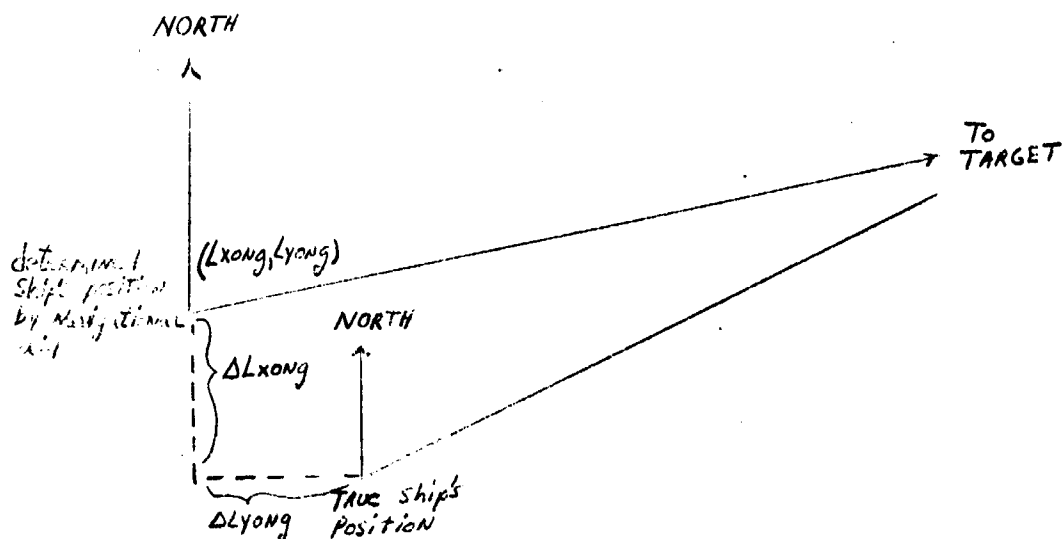 NORTH
TO
TARGET
(Lxong, Lyong)
determined
ship position
by Navigational
aid
NORTH
ΔLxong
ΔLyong
TRUE ship's
position